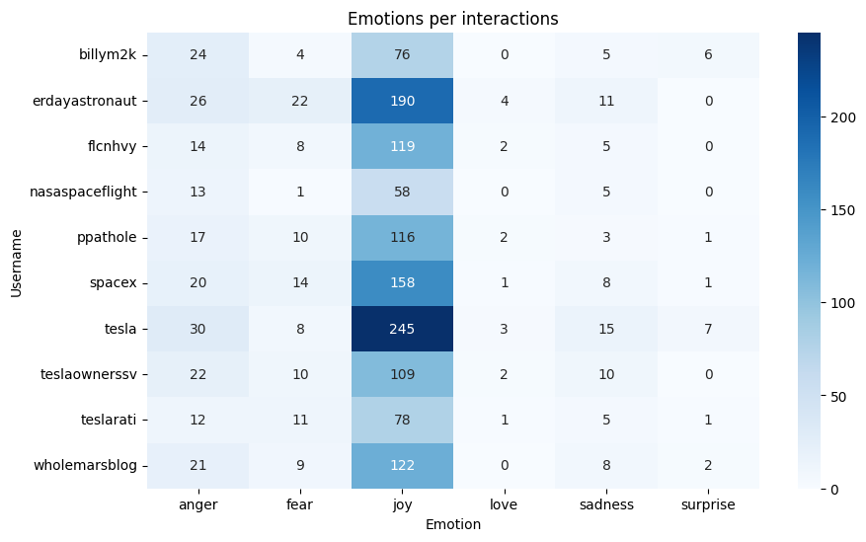 Emotions per interactions
billym2k 24 4 76 0 5 6
erdayastronaut 26 22 190 4 11 0
flcnhvy 14 8 119 2 5 0
nasaspaceflight 13 1 58 0 5 0
ppathole 17 10 116 2 3 1
spacex 20 14 158 1 8 1
tesla 30 8 245 3 15 7
teslaownerssv 22 10 109 2 10 0
teslarati 12 11 78 1 5 1
wholemarsblog 21 9 122 0 8 2
anger fear joy love sadness surprise
Emotion
Username
200
150
100
50
0